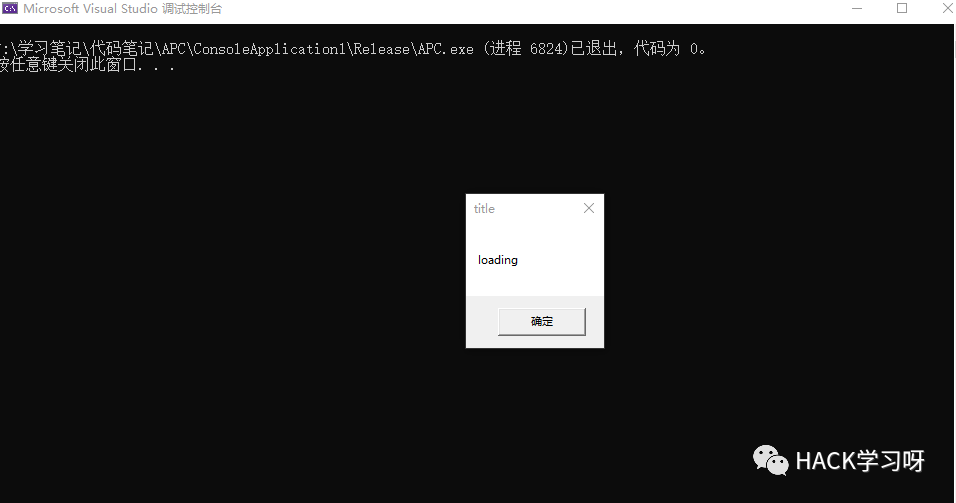 Microsoft Visual Studio 调试控制台
:\学习笔记\代码笔记\APC\ConsoleApplication1\Release\APC.exe (进程 6824)已退出，代码为 0。
按任意键关闭此窗口. . .
title
loading
确定
HACK学习呀